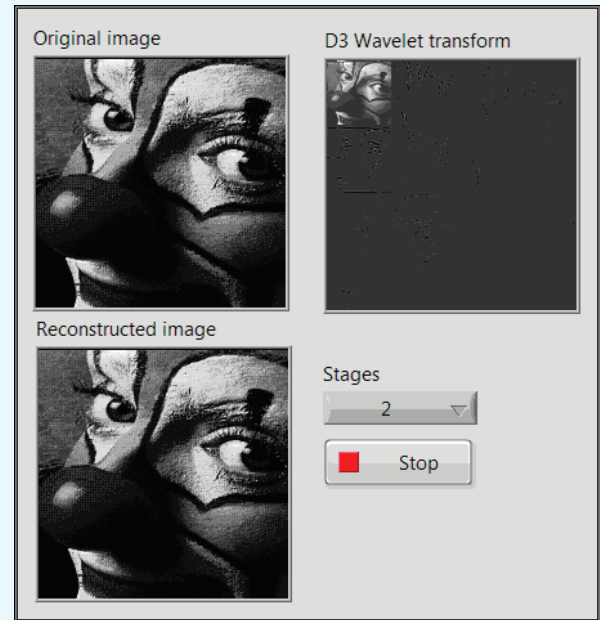 Original image
D3 Wavelet transform
Reconstructed image
Stages
2
Stop